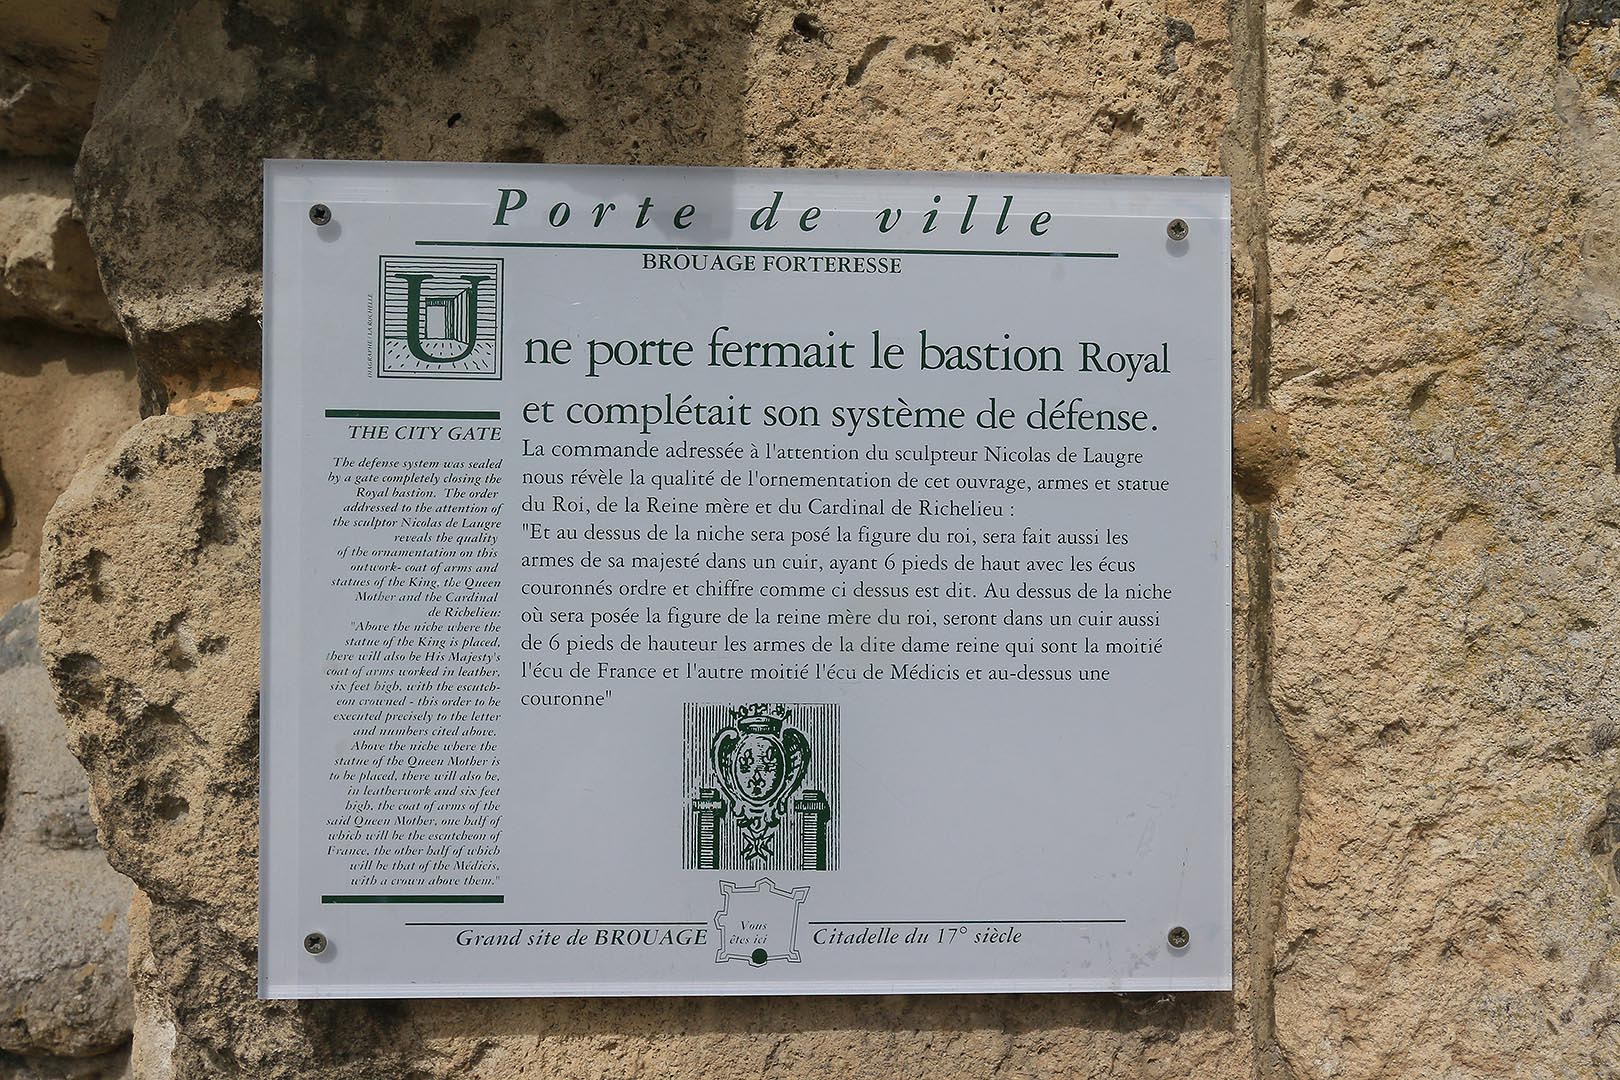 Porte de ville
BROUAGE FORTERESSE
DIAGRAPHE / LA ROCHELLE
Une porte fermait le bastion Royal
et complétait son système de défense.
La commande adressée à l'attention du sculpteur Nicolas de Laugre
nous révèle la qualité de l'ornementation de cet ouvrage, armes et statue
du Roi, de la Reine mère et du Cardinal de Richelieu :
"Et au dessus de la niche sera posé la figure du roi, sera fait aussi les
armes de sa majesté dans un cuir, ayant 6 pieds de haut avec les écus
couronnés ordre et chiffre comme ci dessus est dit. Au dessus de la niche
où sera posée la figure de la reine mère du roi, seront dans un cuir aussi
de 6 pieds de hauteur les armes de la dite dame reine qui sont la moitié
l'écu de France et l'autre moitié l'écu de Médicis et au-dessus une
couronne"
THE CITY GATE
The defense system was sealed
by a gate completely closing the
Royal bastion. The order
addressed to the attention of
the sculptor Nicolas de Laugre
reveals the quality
of the ornamentation on this
outwork- coat of arms and
statues of the King, the Queen
Mother and the Cardinal
de Richelieu:
"Above the niche where the
statue of the King is placed,
there will also be His Majesty's
coat of arms worked in leather,
six feet high, with the escutch-
eon crowned - this order to be
executed precisely to the letter
and numbers cited above.
Above the niche where the
statue of the Queen Mother is
to be placed, there will also be,
in leatherwork and six feet
high, the coat of arms of the
said Queen Mother, one half of
which will be the escutcheon of
France, the other half of which
will be that of the Médicis,
with a crown above them."
Grand site de BROUAGE
Vous
êtes ici
Citadelle du 17° siècle